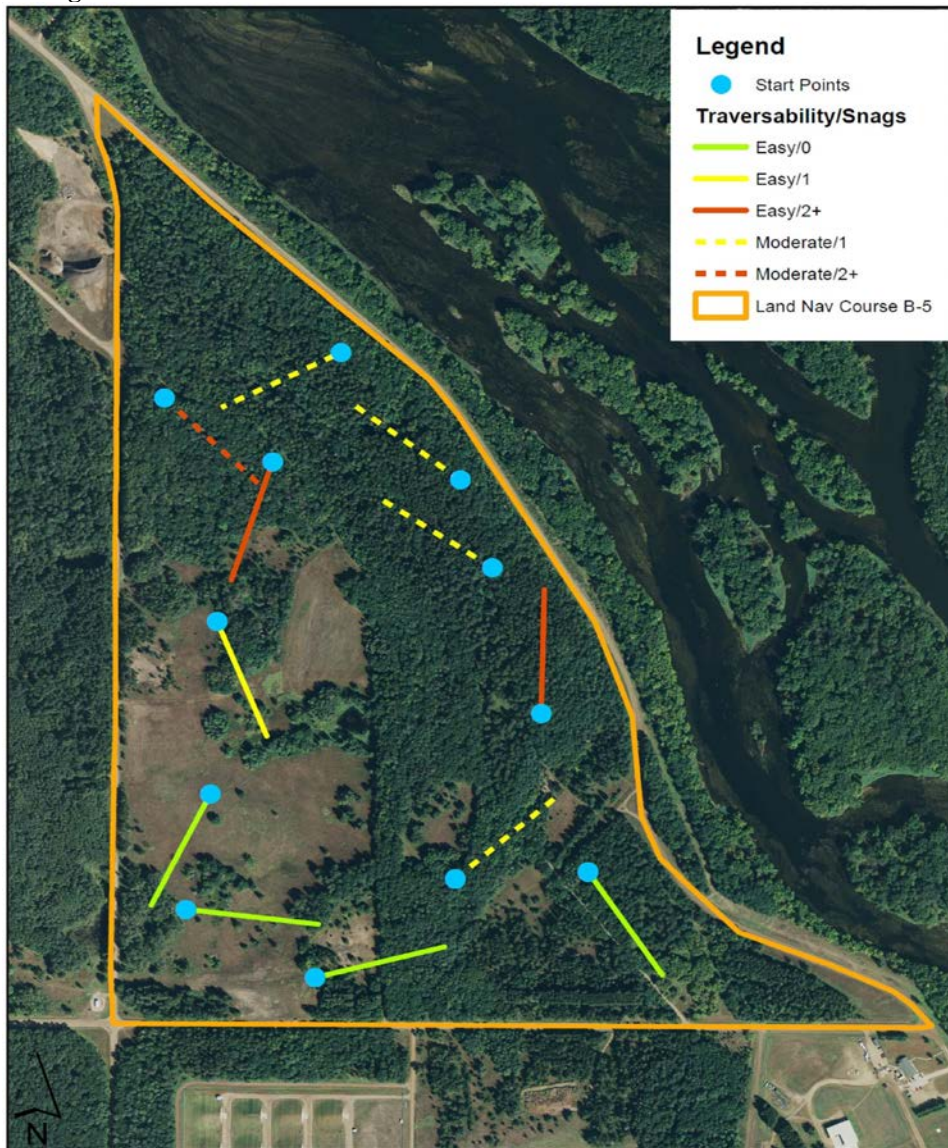 Legend
Start Points
Traversability/Snags
Easy/0
Easy/1
Easy/2+
Moderate/1
Moderate/2+
Land Nav Course B-5
N